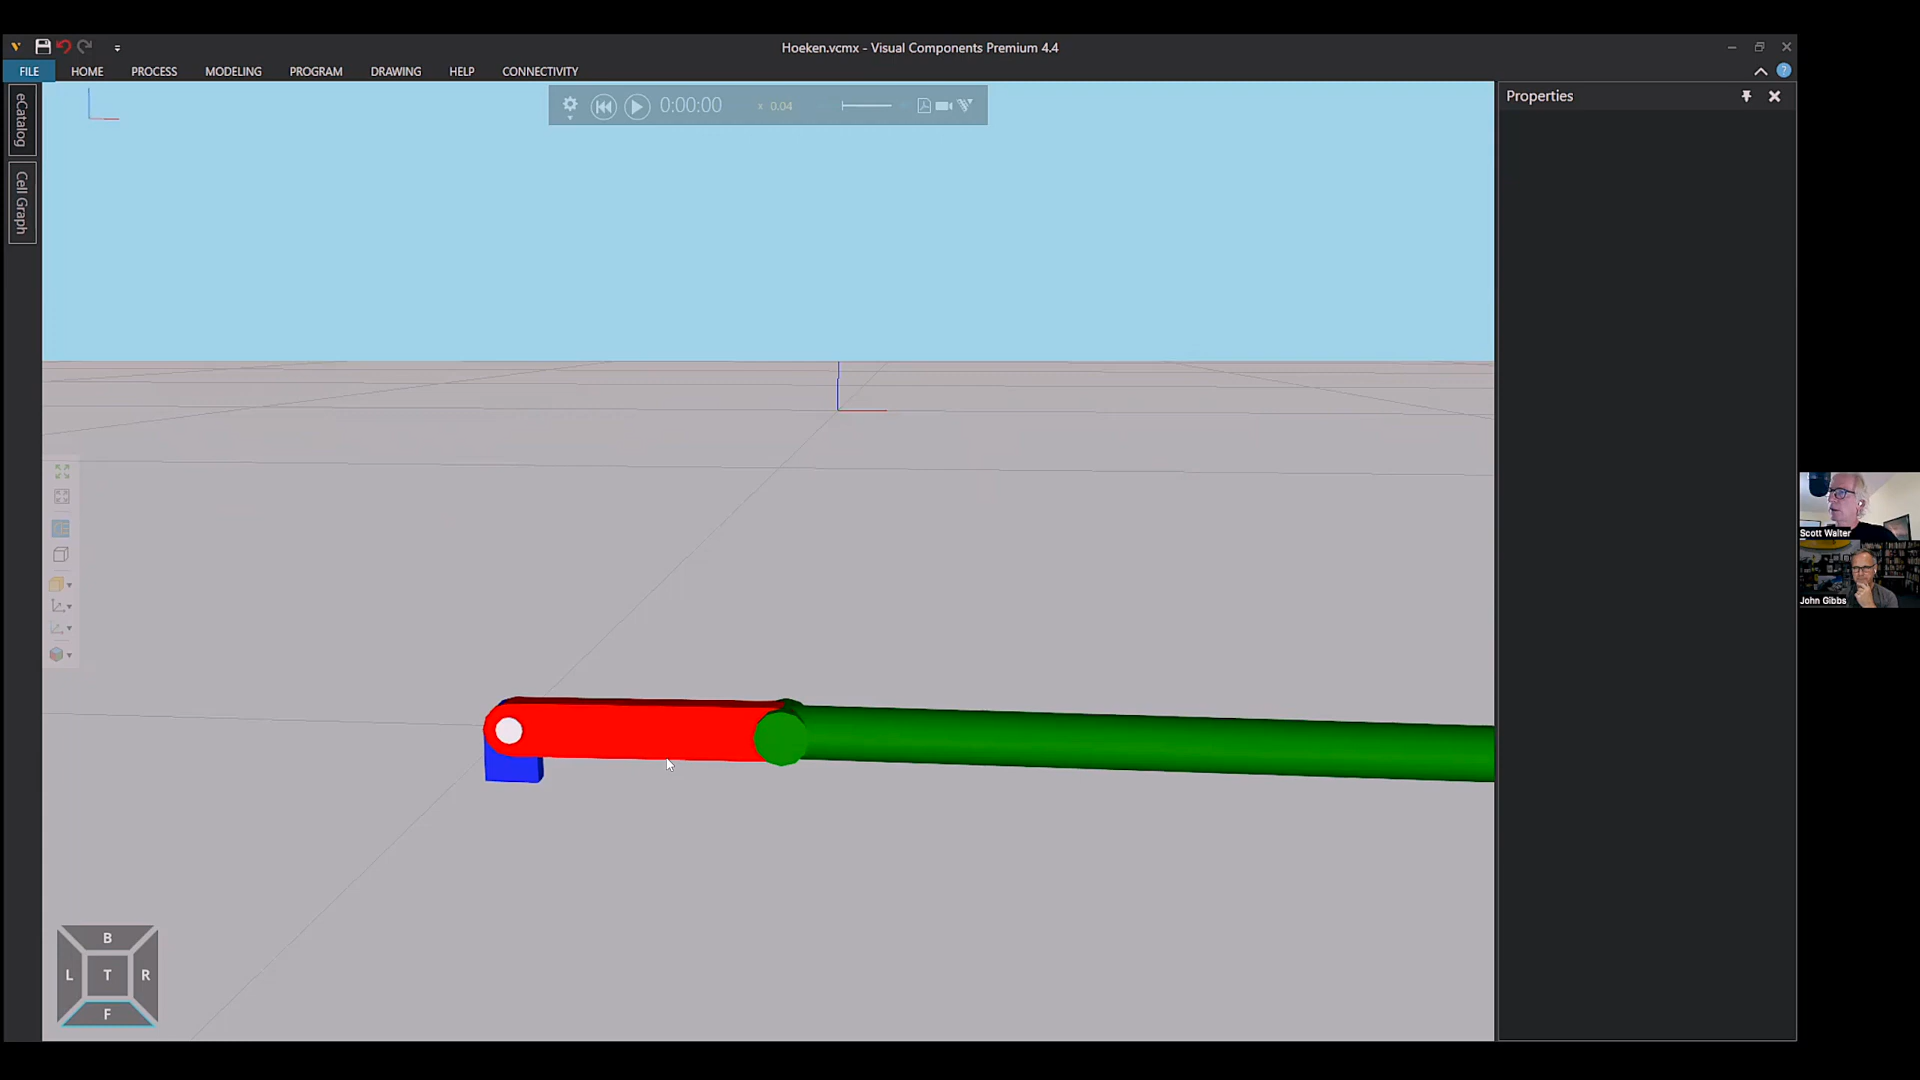 Hoeken.vcmx - Visual Components Premium 4.4
FILE HOME PROCESS MODELING PROGRAM DRAWING HELP CONNECTIVITY
?
eCatalog
Cell Graph
0:00:00 x 0.04
Properties
Scott Walter
John Gibbs
B
L T R
F